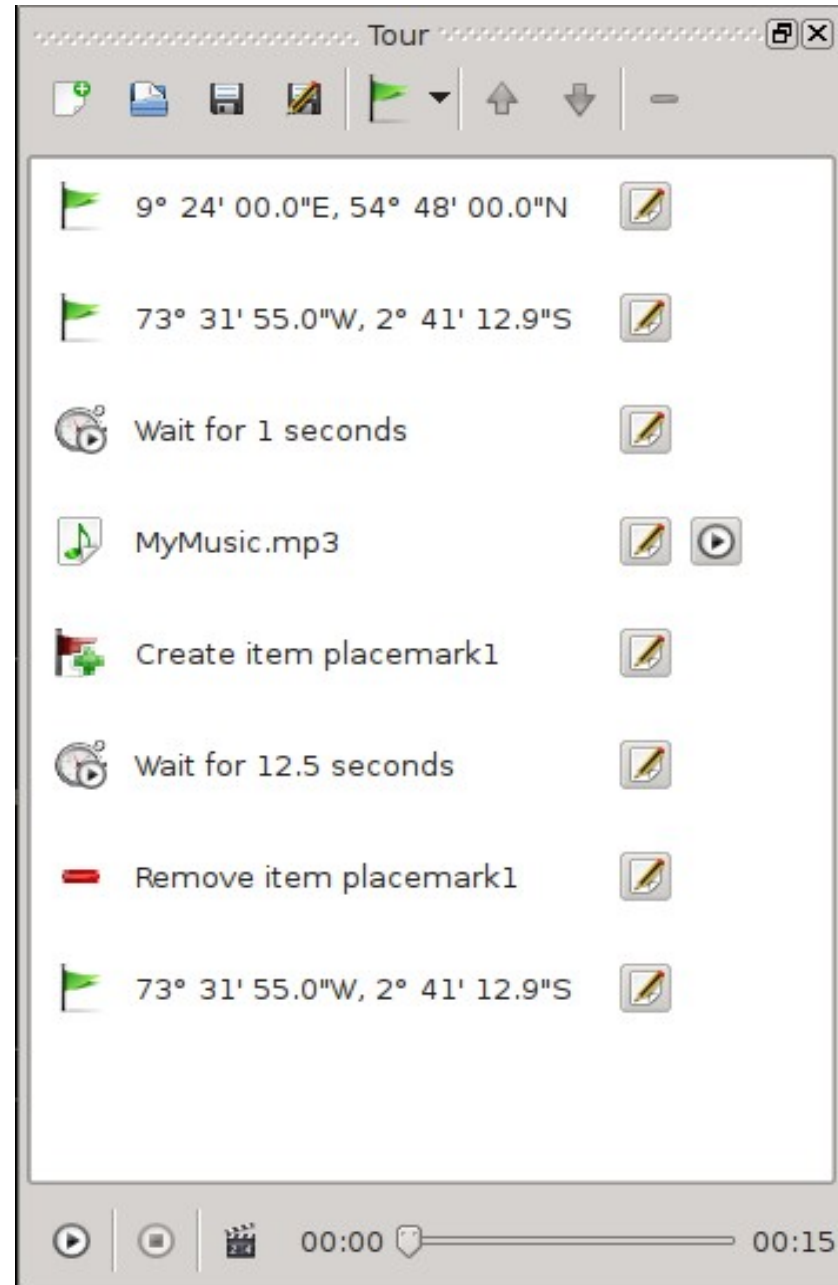 Tour
9° 24' 00.0"E, 54° 48' 00.0"N
73° 31' 55.0"W, 2° 41' 12.9"S
Wait for 1 seconds
MyMusic.mp3
Create item placemark1
Wait for 12.5 seconds
Remove item placemark1
73° 31' 55.0"W, 2° 41' 12.9"S
00:00 00:15